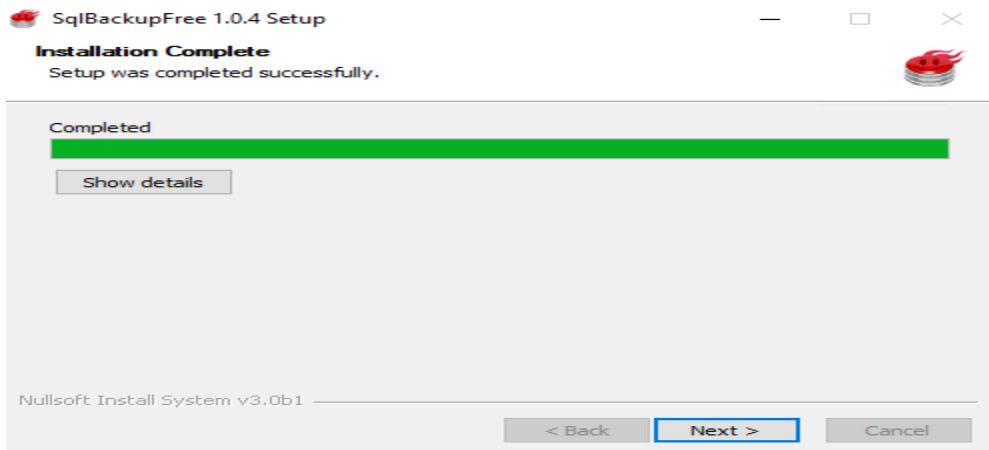 SqlBackupFree 1.0.4 Setup
Installation Complete
Setup was completed successfully.
Completed
Show details
Nullsoft Install System v3.0b1
< Back
Next >
Cancel